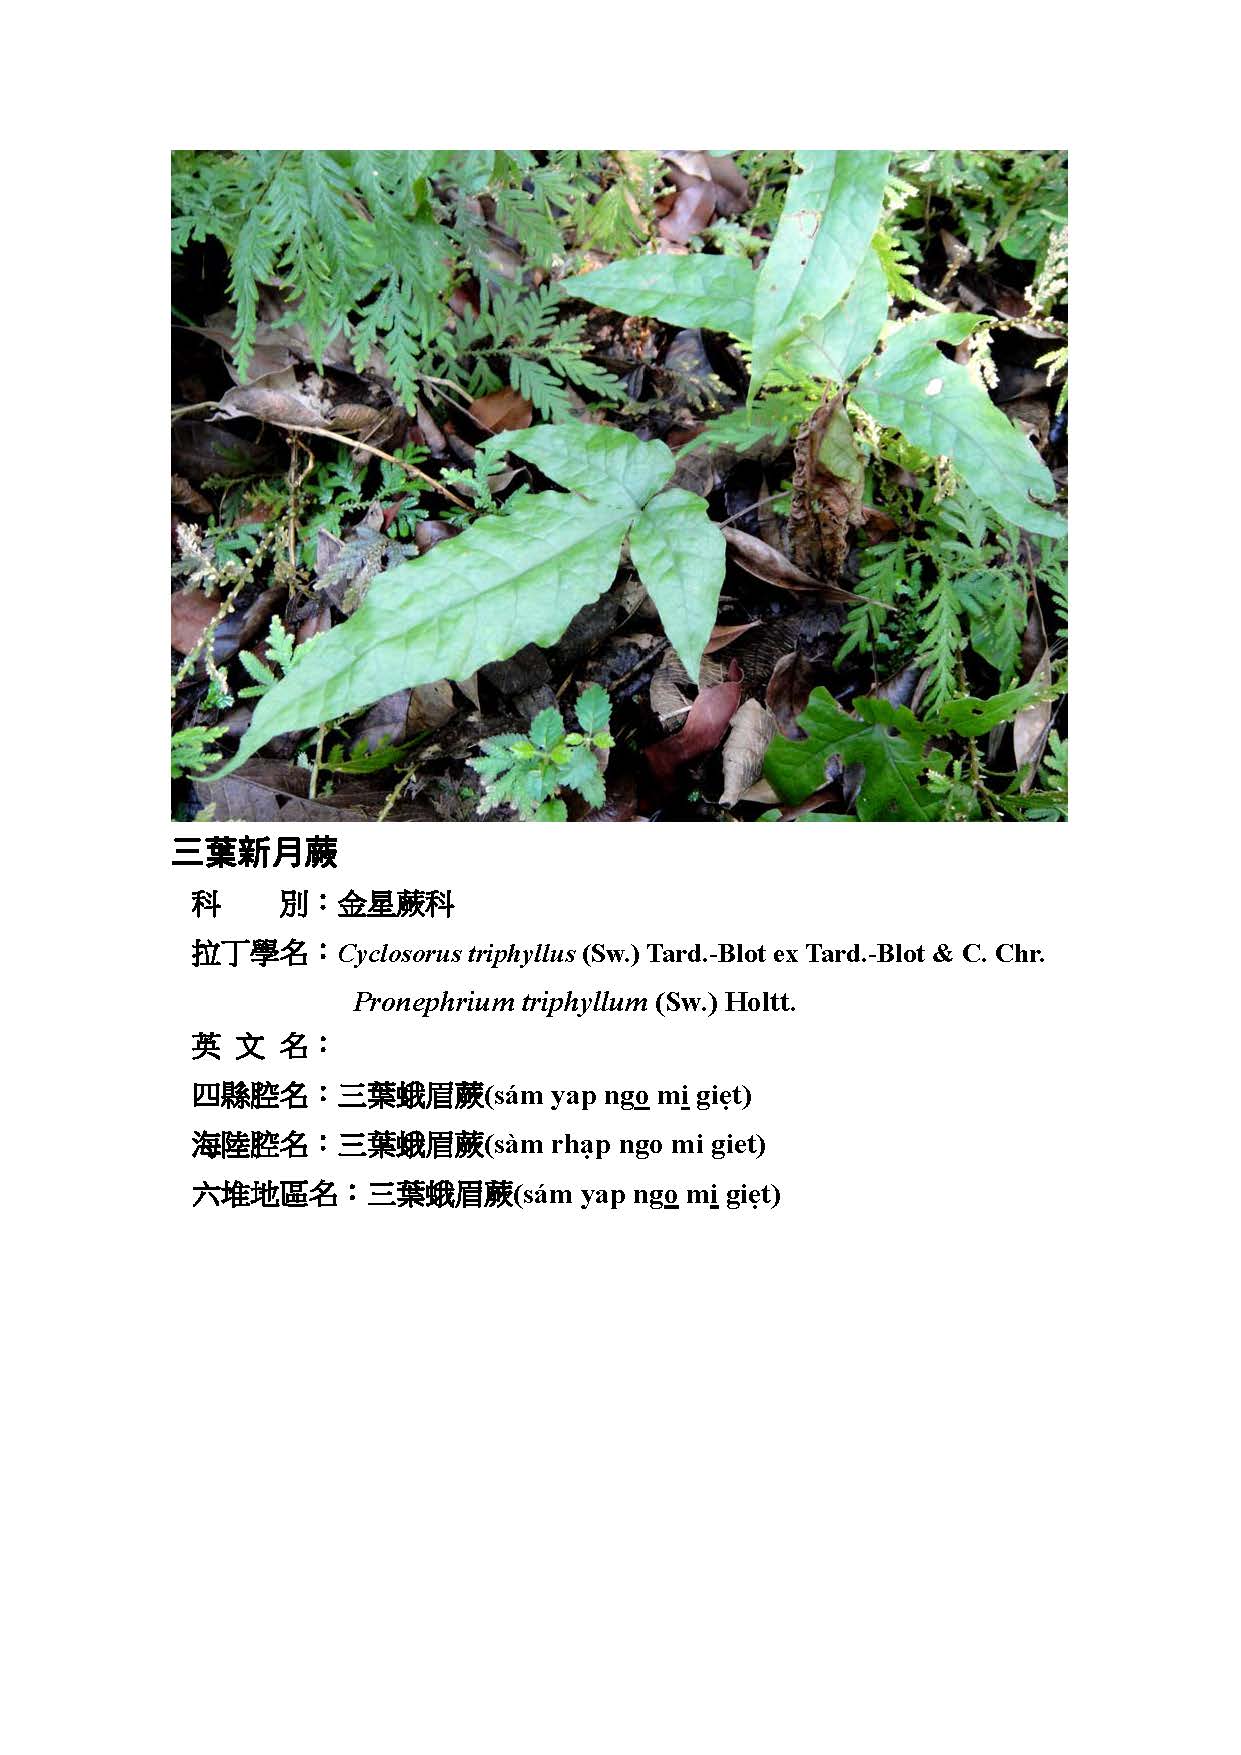 三葉新月蕨
科　　別：金星蕨科
拉丁學名：Cyclosorus triphyllus (Sw.) Tard.-Blot ex Tard.-Blot & C. Chr.
Pronephrium triphyllum (Sw.) Holtt.
英 文 名：
四縣腔名：三葉蛾眉蕨(sám yap ngo̲ mi̲ giẹt)
海陸腔名：三葉蛾眉蕨(sàm rhạp ngo mi giet)
六堆地區名：三葉蛾眉蕨(sám yap ngo̲ mi̲ giẹt)